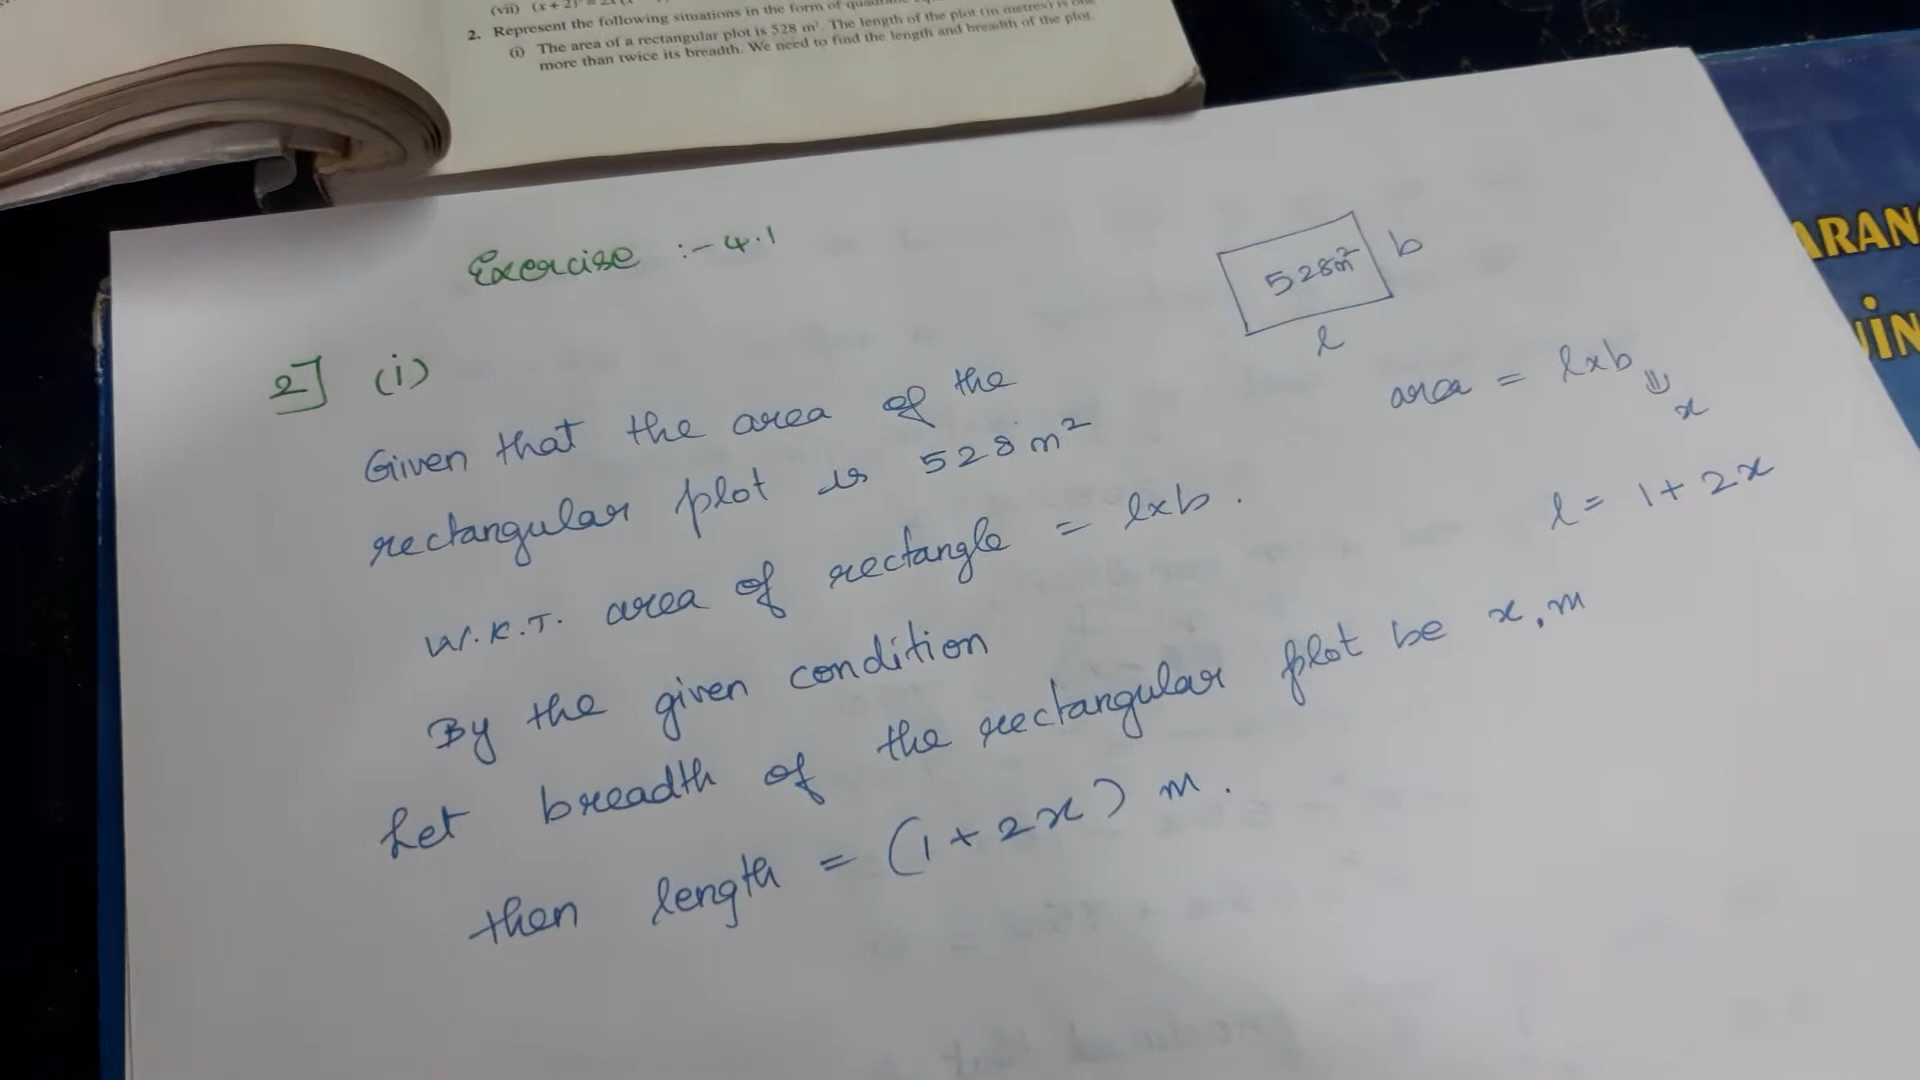 (vii) (x + 2)
2. Represent the following situations in the form of
(i) The area of a rectangular plot is 528 m². The length of the plot (in metres) is one
more than twice its breadth. We need to find the length and breadth of the plot.
Exercise :- 4.1
528m² b
l
2] (i)
area = l×b
x
Given that the area of the
rectangular plot is 528 m²
l = 1 + 2x
W.K.T. area of rectangle = l×b.
By the given condition
Let breadth of the rectangular plot be x, m
then length = (1 + 2x) m.
ARAN